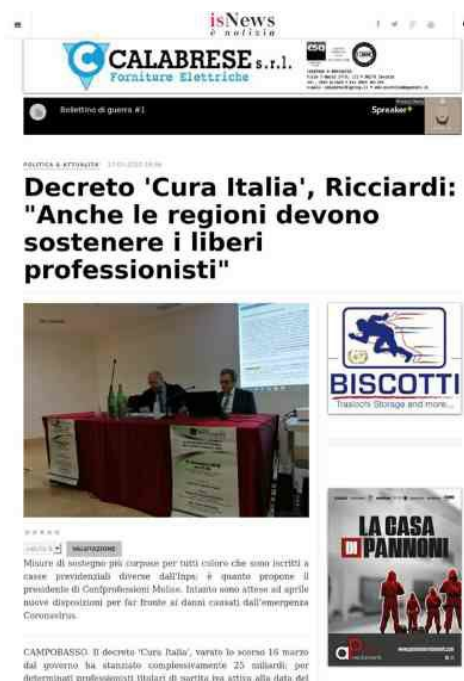 isNews
è notizia
CALABRESE s.r.l.
Forniture Elettriche
Bollettino di guerra #1
Spreaker
POLITICA & ATTUALITA'
Decreto 'Cura Italia', Ricciardi:
"Anche le regioni devono
sostenere i liberi
professionisti"
BISCOTTI
Traslochi Storage and more...
VALUTAZIONE
Misure di sostegno più corpose per tutti coloro che sono iscritti a
casse previdenziali diverse dall'Inps; è quanto propone il
presidente di Confprofessioni Molise. Intanto sono attese ad aprile
nuove disposizioni per far fronte ai danni causati dall'emergenza
Coronavirus.
LA CASA
DI PANNONI
CAMPOBASSO. Il decreto 'Cura Italia', varato lo scorso 16 marzo
dal governo ha stanziato complessivamente 25 miliardi; per
determinati professionisti titolari di partita iva attiva alla data del